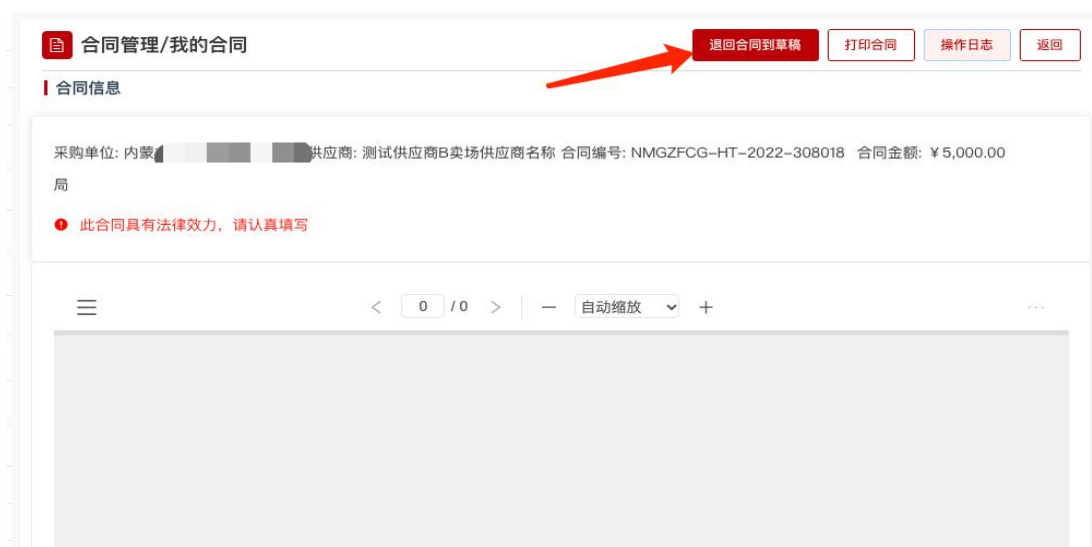 合同管理/我的合同
退回合同到草稿
打印合同
操作日志
返回
合同信息
采购单位: 内蒙 供应商: 测试供应商B卖场供应商名称 合同编号: NMGZFCG-HT-2022-308018 合同金额: ¥5,000.00
局
此合同具有法律效力，请认真填写
0 / 0
自动缩放